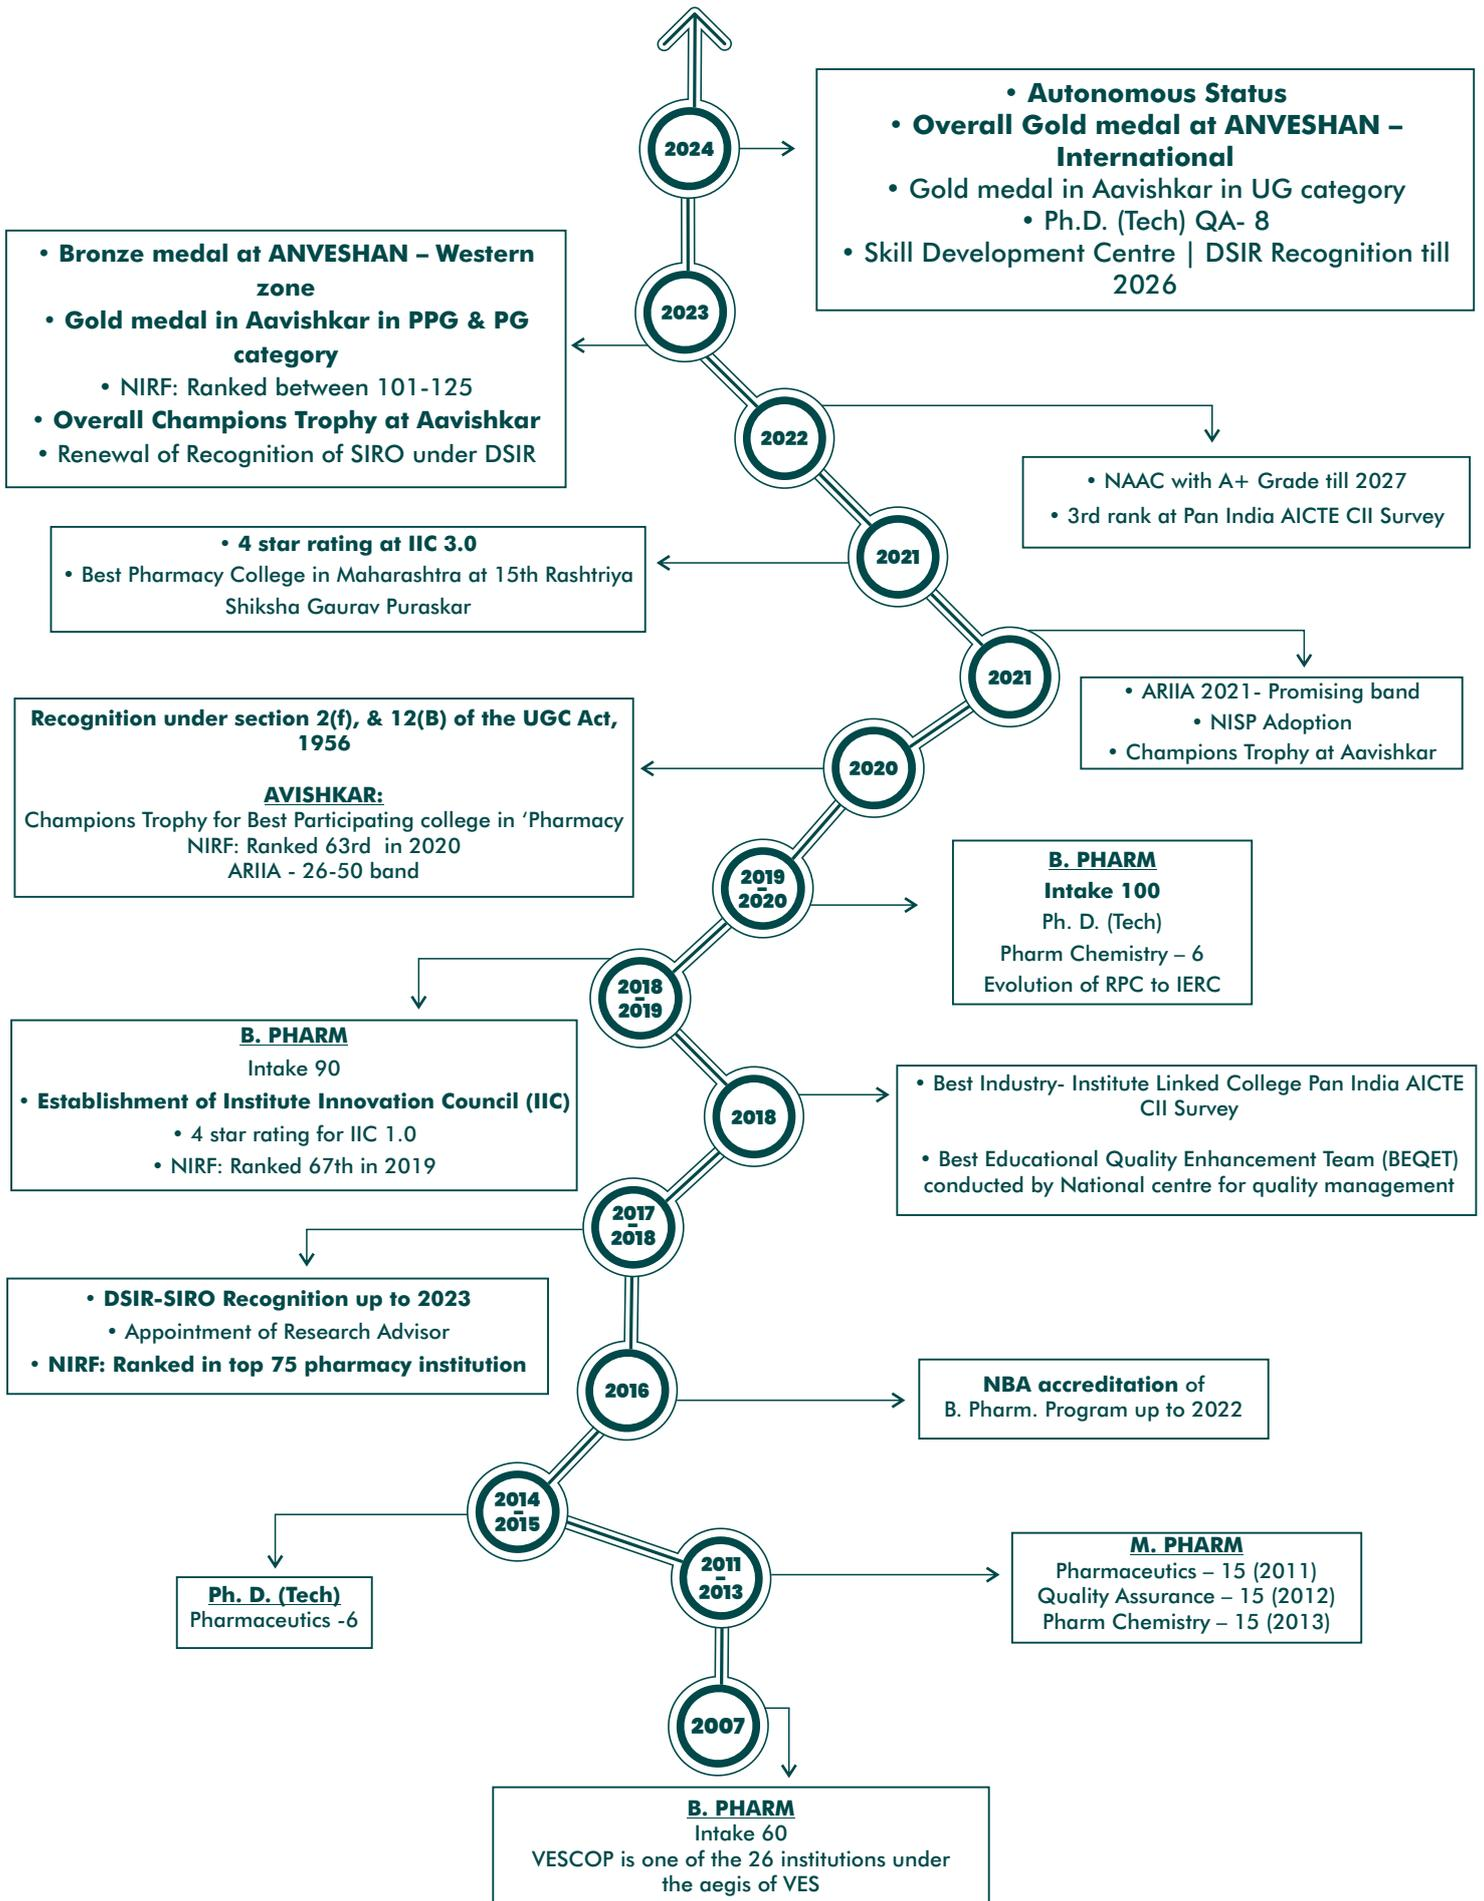 2024
• Autonomous Status
• Overall Gold medal at ANVESHAN –
International
• Gold medal in Aavishkar in UG category
• Ph.D. (Tech) QA- 8
• Skill Development Centre | DSIR Recognition till
2026
2023
• Bronze medal at ANVESHAN – Western
zone
• Gold medal in Aavishkar in PPG & PG
category
• NIRF: Ranked between 101-125
• Overall Champions Trophy at Aavishkar
• Renewal of Recognition of SIRO under DSIR
2022
• NAAC with A+ Grade till 2027
• 3rd rank at Pan India AICTE CII Survey
2021
• 4 star rating at IIC 3.0
• Best Pharmacy College in Maharashtra at 15th Rashtriya
Shiksha Gaurav Puraskar
2021
• ARIIA 2021- Promising band
• NISP Adoption
• Champions Trophy at Aavishkar
2020
Recognition under section 2(f), & 12(B) of the UGC Act,
1956
AVISHKAR:
Champions Trophy for Best Participating college in ‘Pharmacy
NIRF: Ranked 63rd in 2020
ARIIA - 26-50 band
2019
–
2020
B. PHARM
Intake 100
Ph. D. (Tech)
Pharm Chemistry – 6
Evolution of RPC to IERC
2018
–
2019
B. PHARM
Intake 90
• Establishment of Institute Innovation Council (IIC)
• 4 star rating for IIC 1.0
• NIRF: Ranked 67th in 2019
2018
• Best Industry- Institute Linked College Pan India AICTE
CII Survey
• Best Educational Quality Enhancement Team (BEQET)
conducted by National centre for quality management
2017
–
2018
• DSIR-SIRO Recognition up to 2023
• Appointment of Research Advisor
• NIRF: Ranked in top 75 pharmacy institution
2016
NBA accreditation of
B. Pharm. Program up to 2022
2014
–
2015
Ph. D. (Tech)
Pharmaceutics -6
2011
–
2013
M. PHARM
Pharmaceutics – 15 (2011)
Quality Assurance – 15 (2012)
Pharm Chemistry – 15 (2013)
2007
B. PHARM
Intake 60
VESCOP is one of the 26 institutions under
the aegis of VES